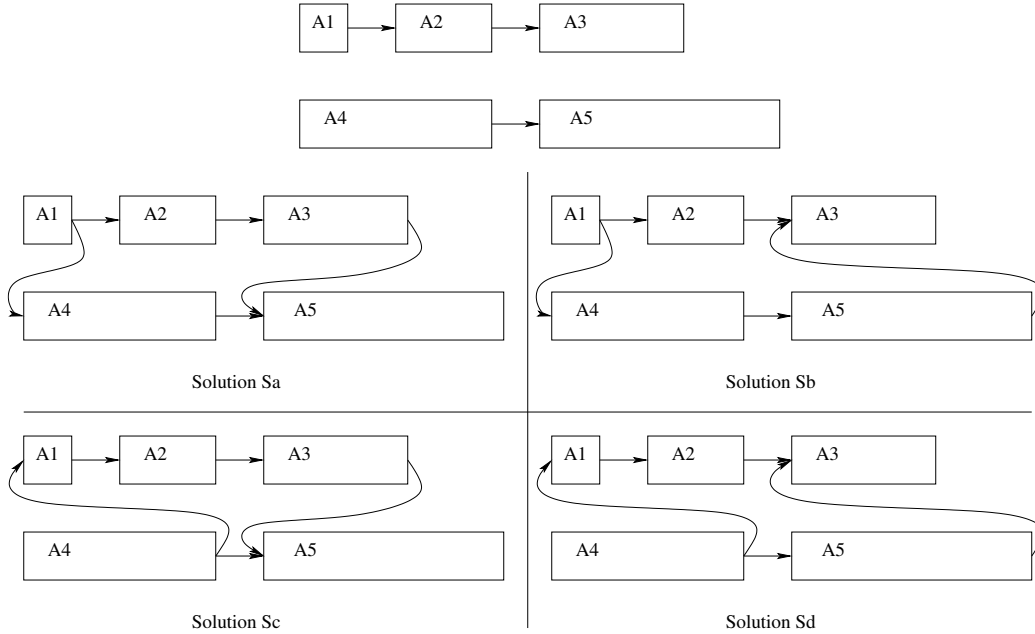 A1 A2 A3
A4 A5
A1 A2 A3
A4 A5
Solution Sa
A1 A2 A3
A4 A5
Solution Sb
A1 A2 A3
A4 A5
Solution Sc
A1 A2 A3
A4 A5
Solution Sd